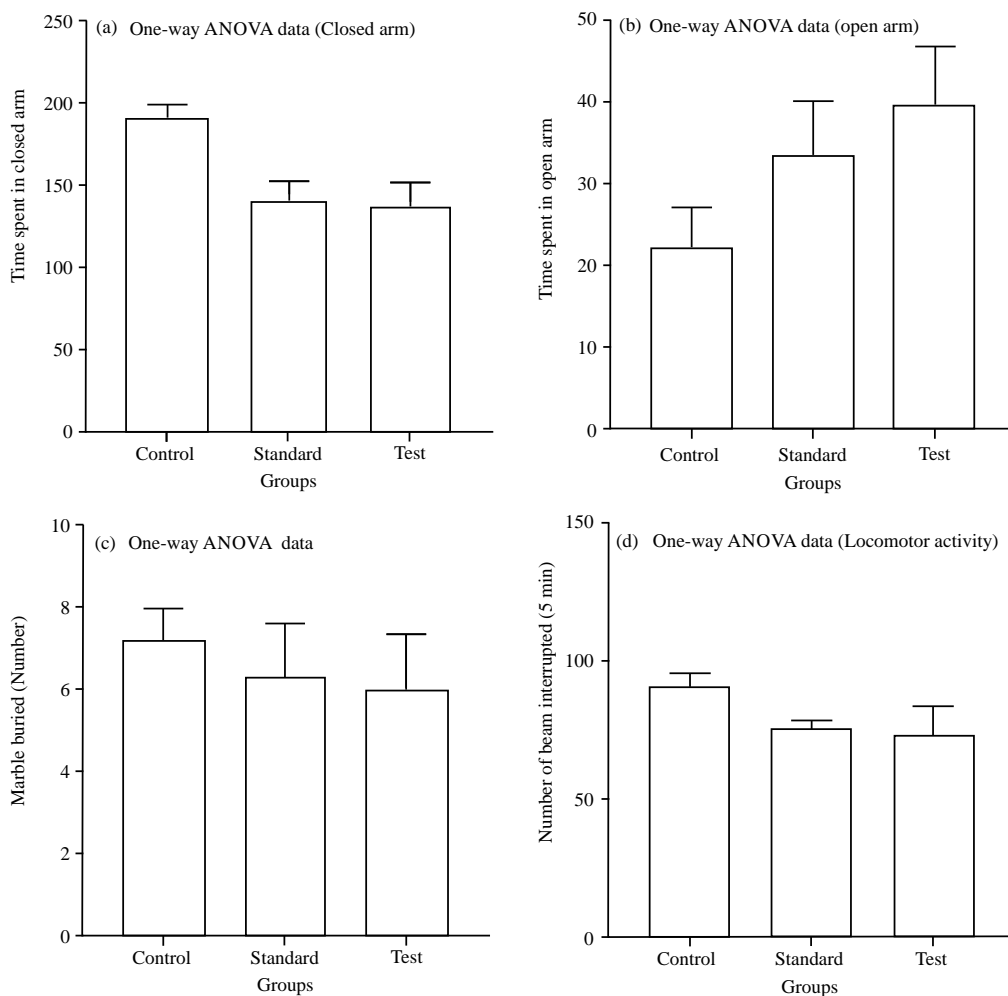 (a) One-way ANOVA data (Closed arm)
Time spent in closed arm
250
200
150
100
50
0
Control Standard Test
Groups
(b) One-way ANOVA data (open arm)
Time spent in open arm
50
40
30
20
10
0
Control Standard Test
Groups
(c) One-way ANOVA data
Marble buried (Number)
10
8
6
4
2
0
Control Standard Test
Groups
(d) One-way ANOVA data (Locomotor activity)
Number of beam interrupted (5 min)
150
100
50
0
Control Standard Test
Groups